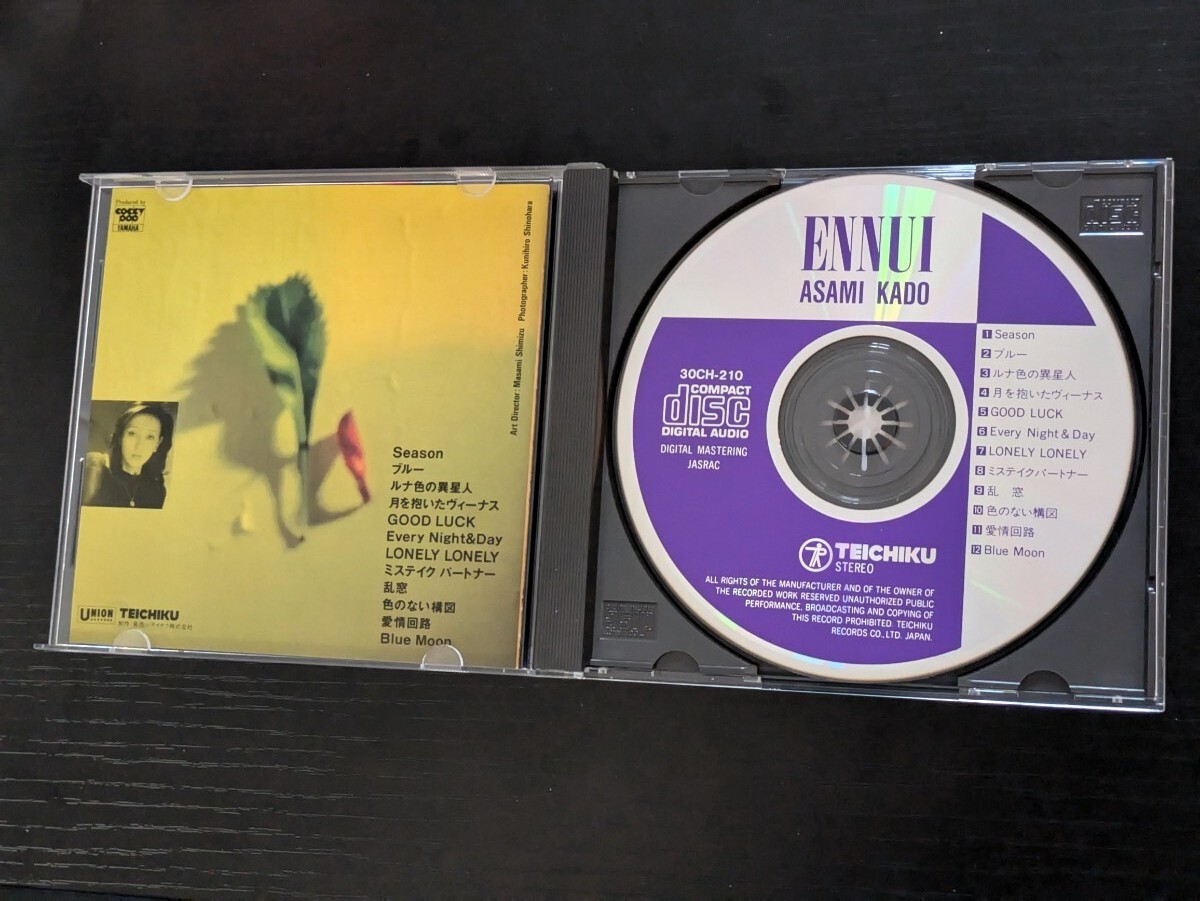 Produced by
COCKY POP
YAMAHA
Art Director: Masami Shimizu Photographer: Kunihiro Shinohara
Season
ブルー
ルナ色の異星人
月を抱いたヴィーナス
GOOD LUCK
Every Night&Day
LONELY LONELY
ミステイク パートナー
乱窓
色のない構図
愛情回路
Blue Moon
UNION TEICHIKU
ENNUI
ASAMI KADO
30CH-210
COMPACT
disc
DIGITAL AUDIO
DIGITAL MASTERING
JASRAC
1 Season
2 ブルー
3 ルナ色の異星人
4 月を抱いたヴィーナス
5 GOOD LUCK
6 Every Night & Day
7 LONELY LONELY
8 ミステイクパートナー
9 乱 窓
10 色のない構図
11 愛情回路
12 Blue Moon
TEICHIKU
STEREO
ALL RIGHTS OF THE MANUFACTURER AND OF THE OWNER OF
THE RECORDED WORK RESERVED UNAUTHORIZED PUBLIC
PERFORMANCE, BROADCASTING AND COPYING OF
THIS RECORD PROHIBITED. TEICHIKU
RECORDS CO., LTD. JAPAN.